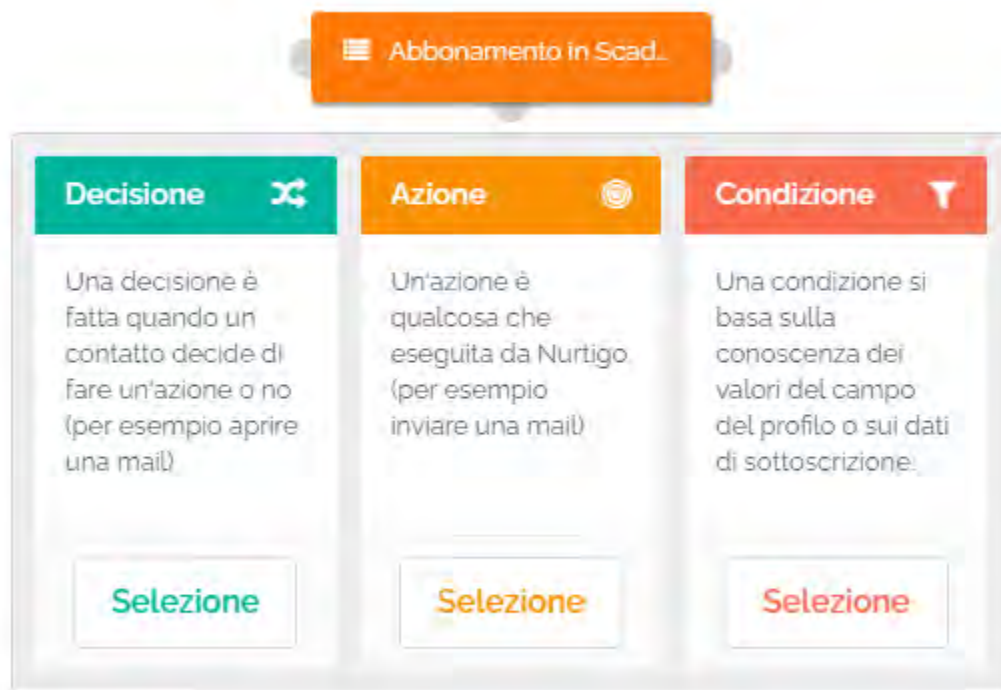 Abbonamento in Scad...
Decisione
Una decisione è
fatta quando un
contatto decide di
fare un'azione o no
(per esempio aprire
una mail)
Selezione
Azione
Un'azione è
qualcosa che
eseguita da Nurtigo
(per esempio
inviare una mail)
Selezione
Condizione
Una condizione si
basa sulla
conoscenza dei
valori del campo
del profilo o sui dati
di sottoscrizione.
Selezione